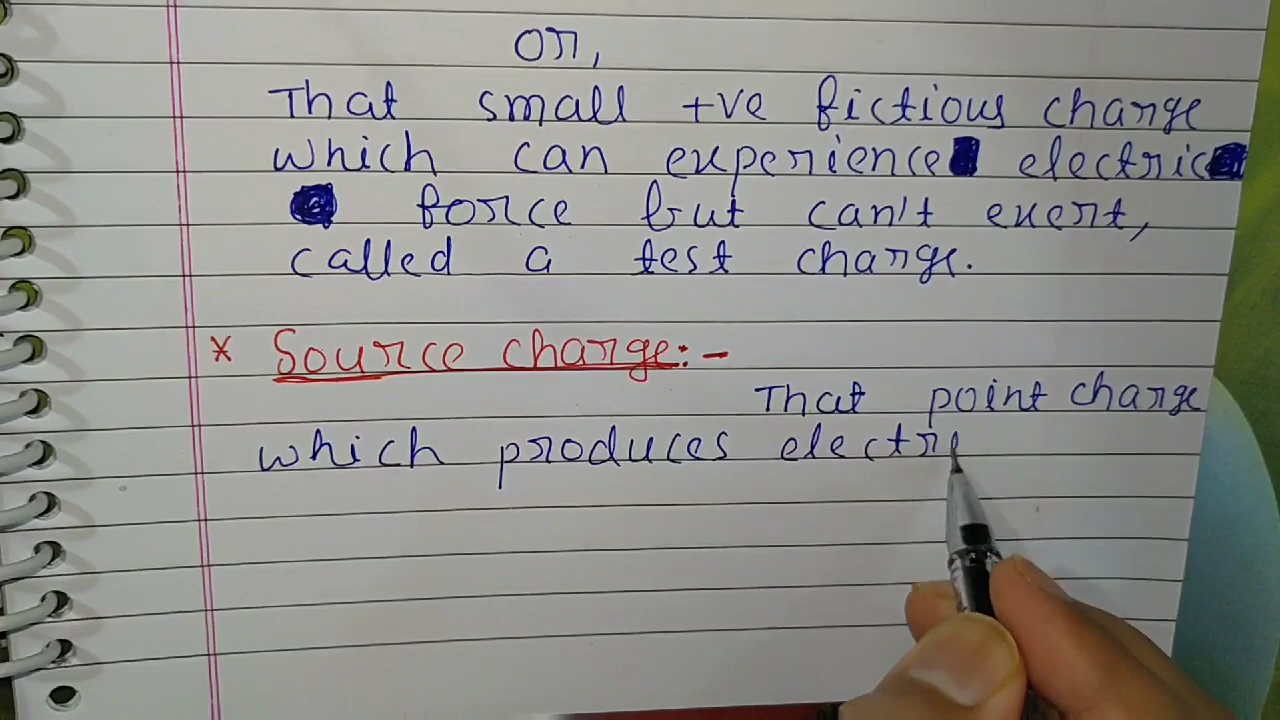 or,
That small +ve fictious charge
which can experience electric
force but can't exert,
called a test charge.
* Source charge:-
That point charge
which produces electri